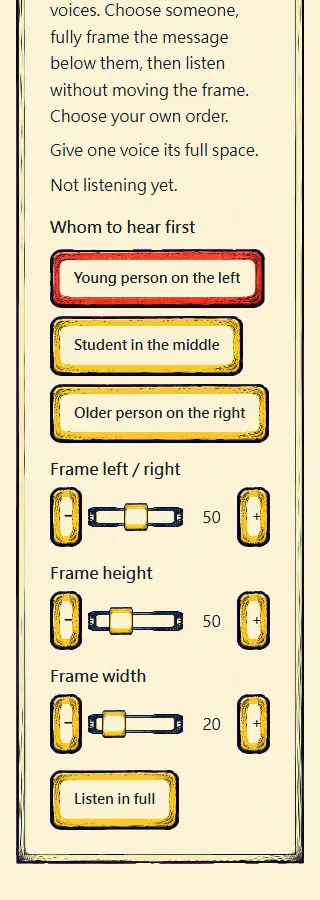 voices. Choose someone,
fully frame the message
below them, then listen
without moving the frame.
Choose your own order.
Give one voice its full space.
Not listening yet.
Whom to hear first
Young person on the left
Student in the middle
Older person on the right
Frame left / right
− 50 +
Frame height
− 50 +
Frame width
− 20 +
Listen in full